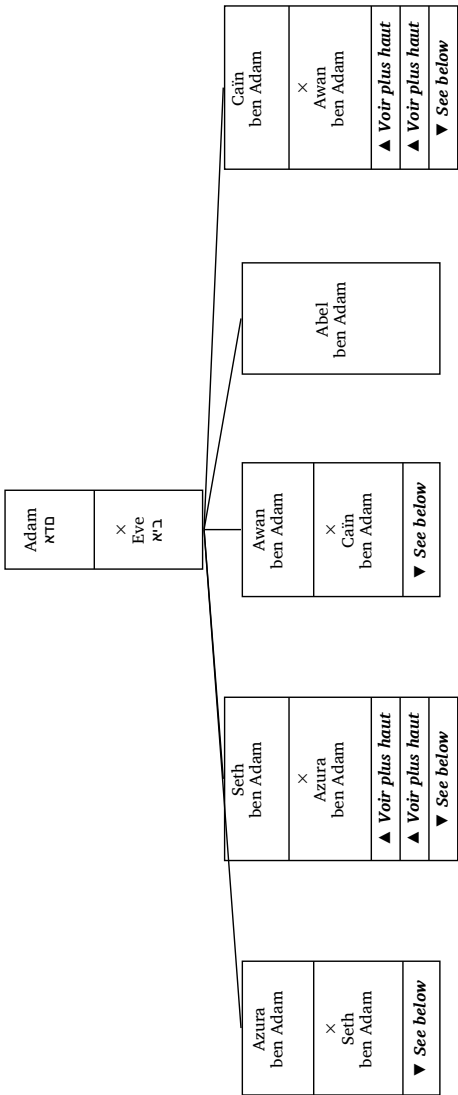 Adam
אדם
×
Eve
איב
Azura
ben Adam
×
Seth
ben Adam
▼ See below
Seth
ben Adam
×
Azura
ben Adam
▲ Voir plus haut
▲ Voir plus haut
▼ See below
Awan
ben Adam
×
Caïn
ben Adam
▼ See below
Abel
ben Adam
Caïn
ben Adam
×
Awan
ben Adam
▲ Voir plus haut
▲ Voir plus haut
▼ See below